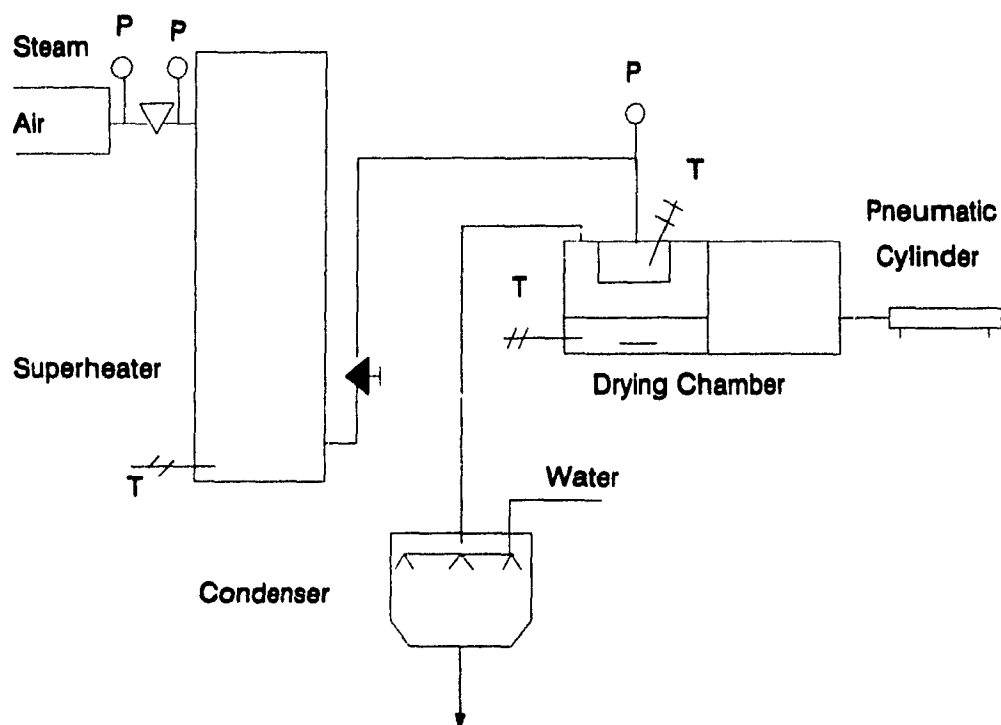 P
P
Steam
Air
P
T
Pneumatic
Cylinder
T
Superheater
Drying Chamber
T
Water
Condenser